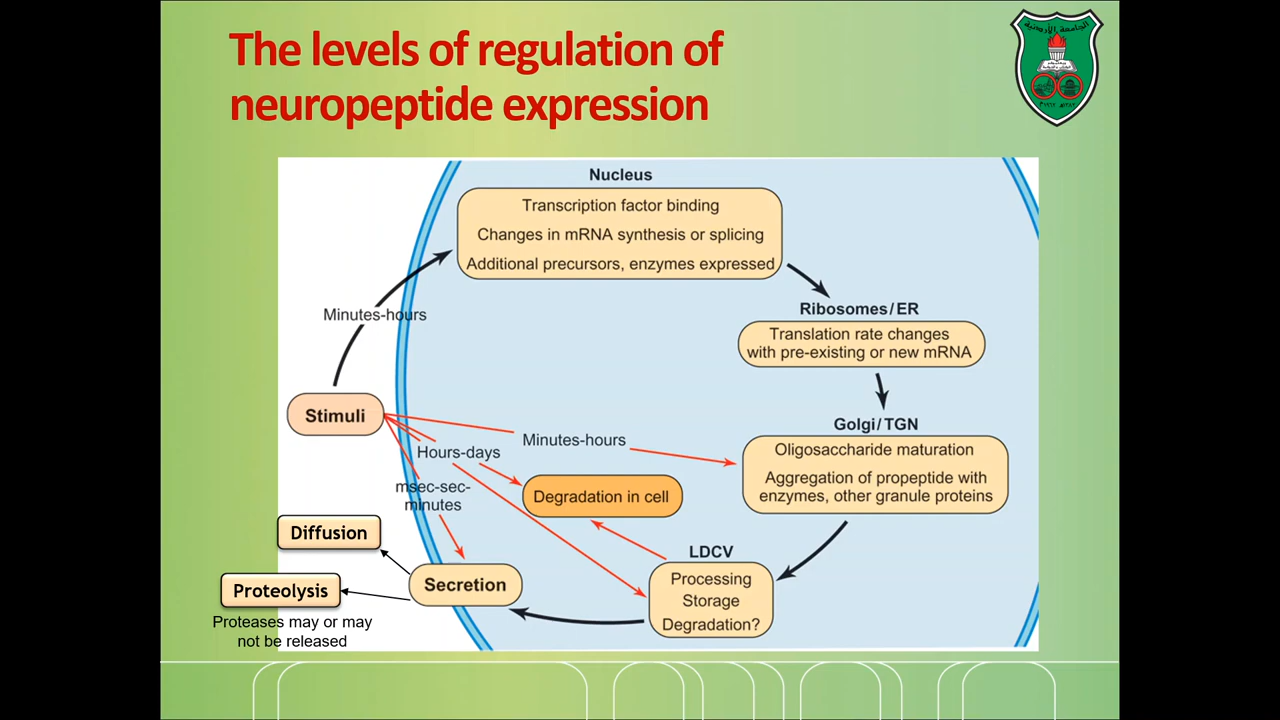 The levels of regulation of
neuropeptide expression
الجامعة الأردنية
Nucleus
Transcription factor binding
Changes in mRNA synthesis or splicing
Additional precursors, enzymes expressed
Minutes-hours
Ribosomes/ER
Translation rate changes
with pre-existing or new mRNA
Stimuli
Golgi/TGN
Oligosaccharide maturation
Aggregation of propeptide with
enzymes, other granule proteins
Minutes-hours
Hours-days
msec-sec-
minutes
Degradation in cell
LDCV
Processing
Storage
Degradation?
Secretion
Diffusion
Proteolysis
Proteases may or may
not be released